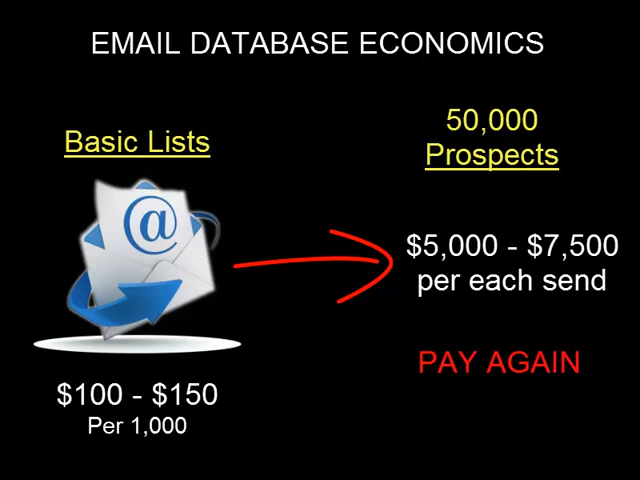 EMAIL DATABASE ECONOMICS
Basic Lists
@
$100 - $150
Per 1,000
50,000
Prospects
$5,000 - $7,500
per each send
PAY AGAIN